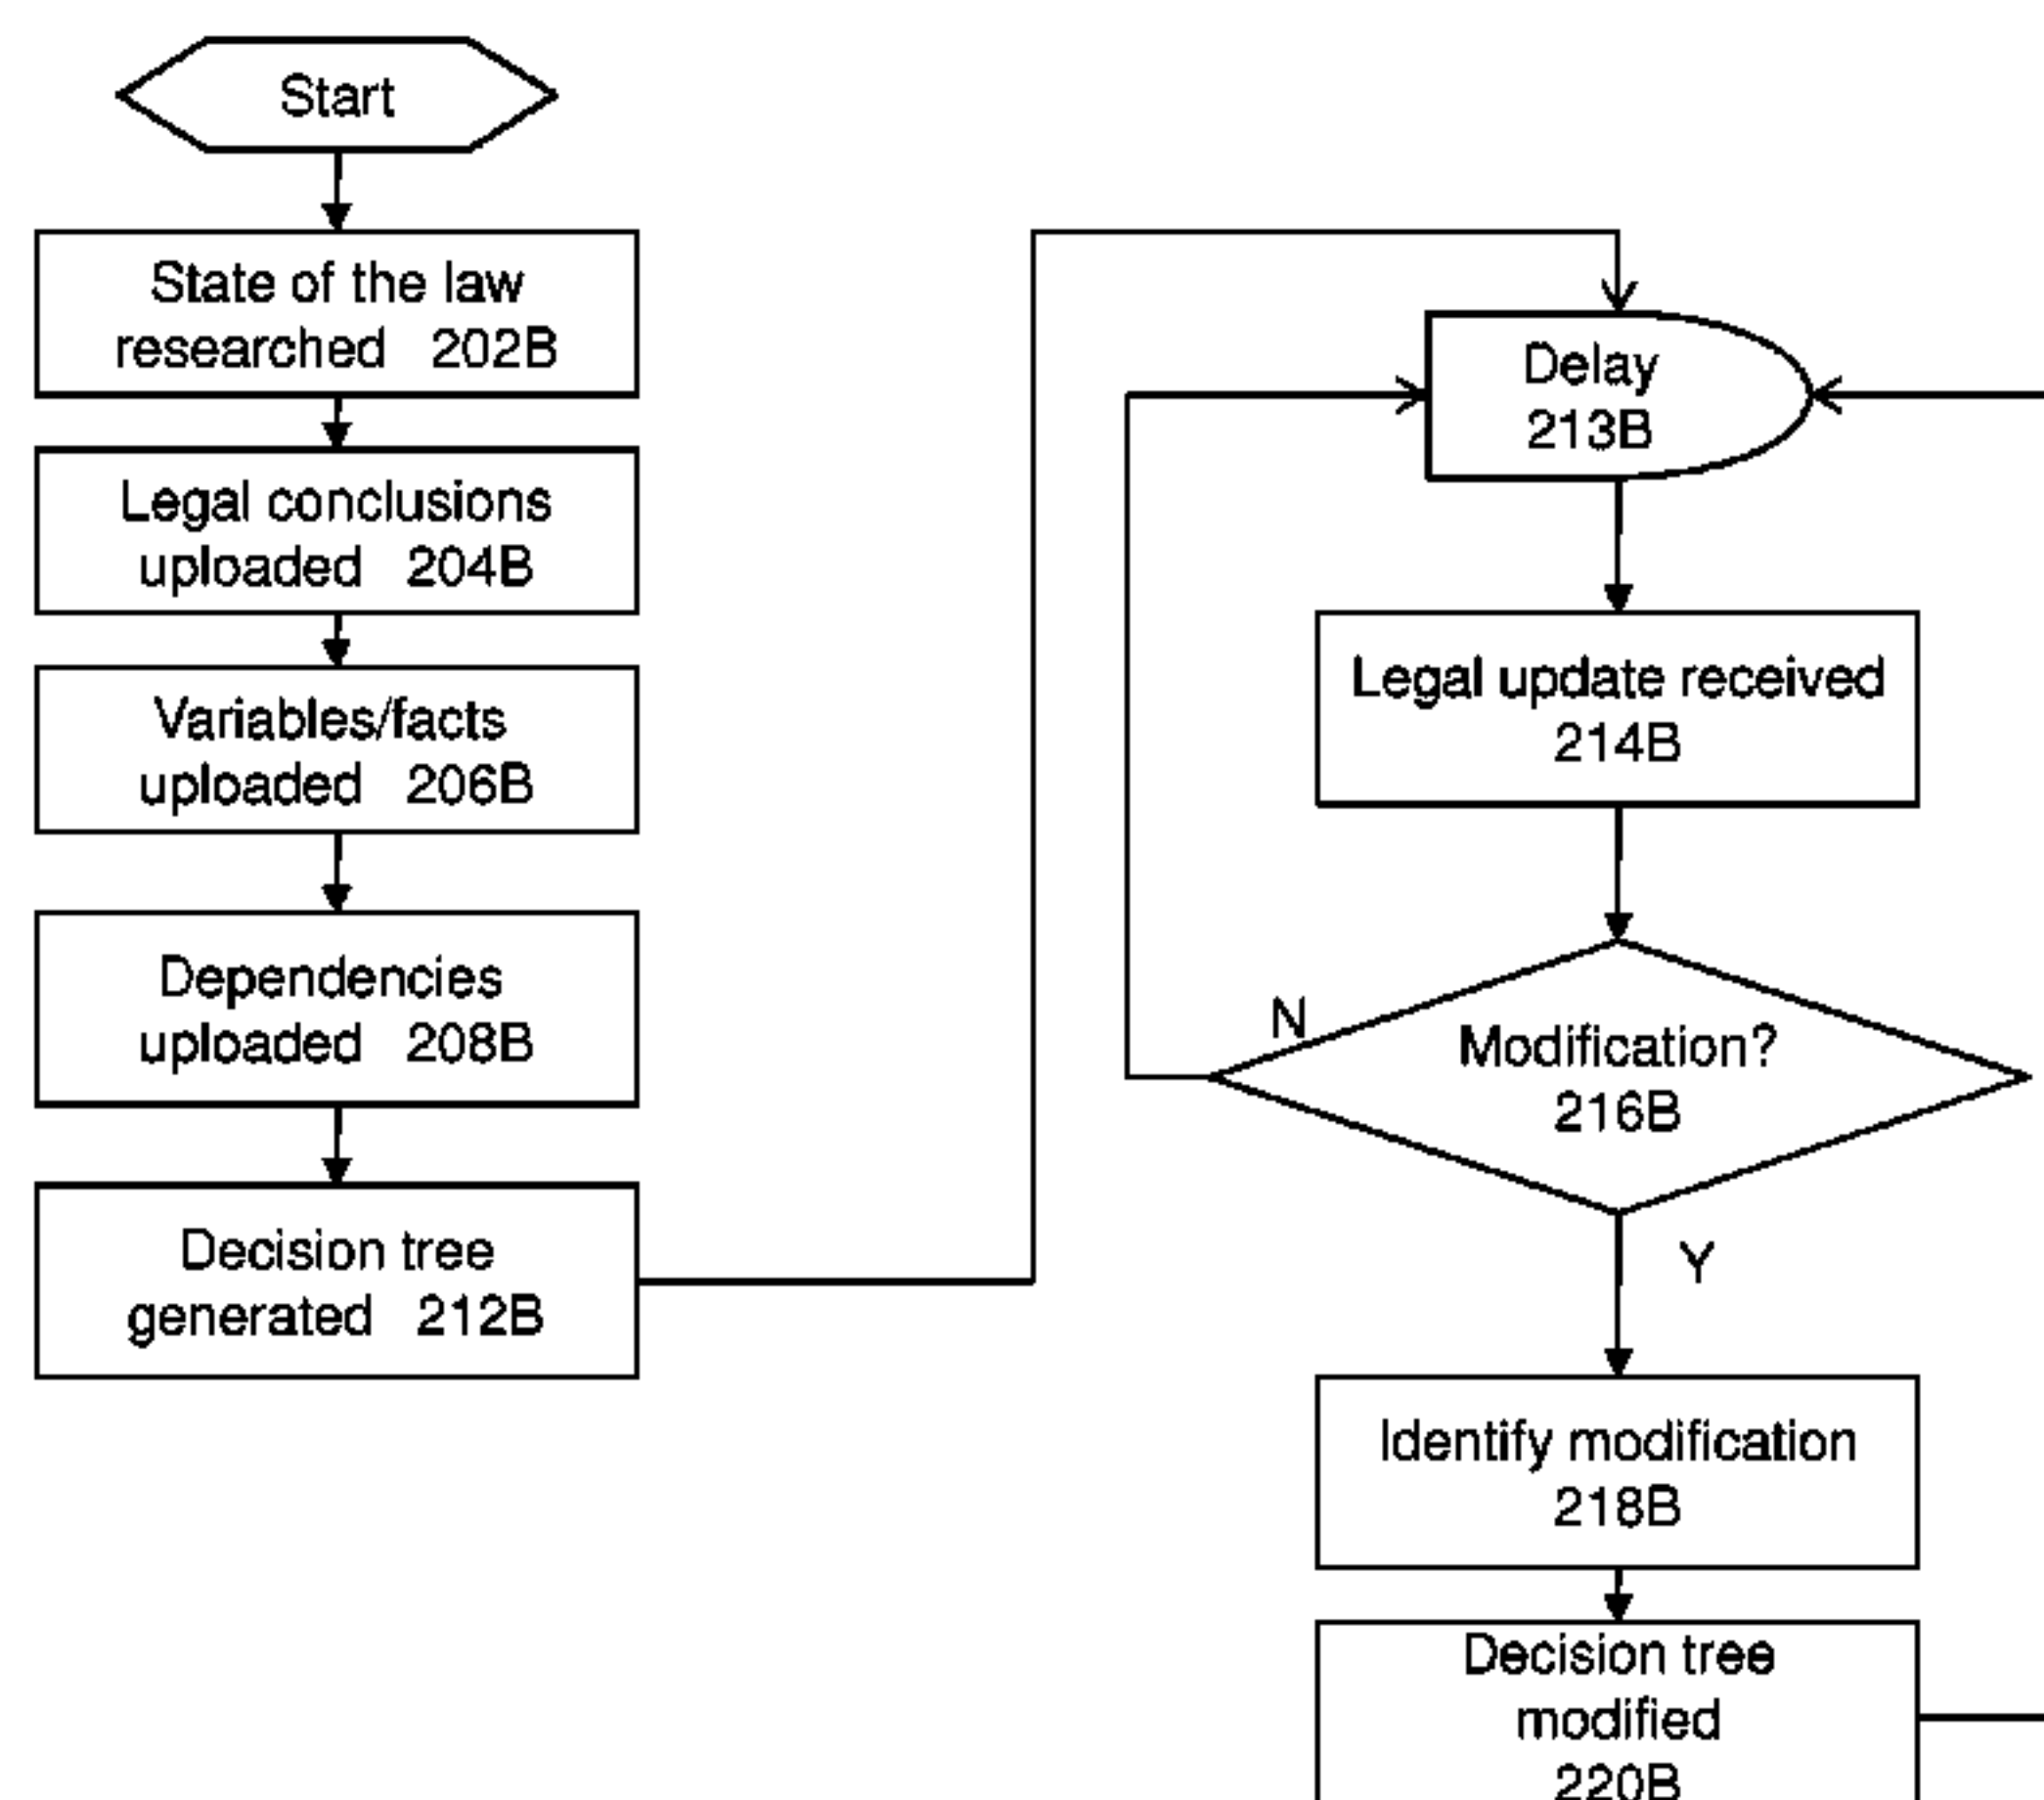 Start
State of the law
researched 202B
Legal conclusions
uploaded 204B
Variables/facts
uploaded 206B
Dependencies
uploaded 208B
Decision tree
generated 212B
Delay
213B
Legal update received
214B
N
Modification?
216B
Y
Identify modification
218B
Decision tree
modified
220B